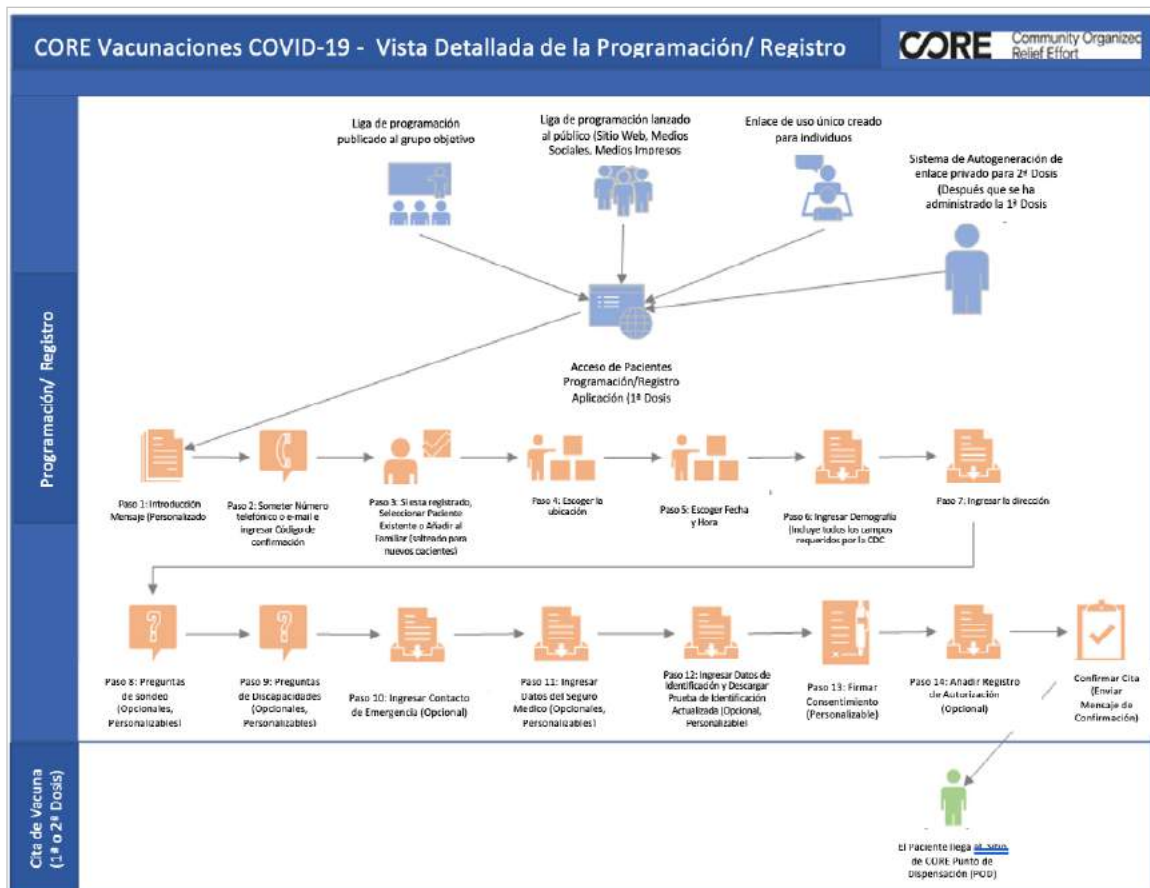 CORE Vacunaciones COVID-19 - Vista Detallada de la Programación/ Registro
CORE
Community Organized
Relief Effort
Liga de programación
publicado al grupo objetivo
Liga de programación lanzado
al público (Sitio Web, Medios
Sociales, Medios Impresos
Enlace de uso único creado
para individuos
Sistema de Autogeneración de
enlace privado para 2ª Dosis
(Después que se ha
administrado la 1ª Dosis
Programación/ Registro
Acceso de Pacientes
Programación/Registro
Aplicación (1ª Dosis
Paso 1: Introducción
Mensaje (Personalizado
Paso 2: Someter Número
telefónico o e-mail e
ingresar Código de
confirmación
Paso 3: Si esta registrado,
Seleccionar Paciente
Existente o Añadir al
Familiar (salteado para
nuevos pacientes)
Paso 4: Escoger la
ubicación
Paso 5: Escoger Fecha
y Hora
Paso 6: Ingresar Demografía
(Incluye todos los campos
requeridos por la CDC
Paso 7: Ingresar la dirección
Paso 8: Preguntas
de sondeo
(Opcionales,
Personalizables)
Paso 9: Preguntas
de Discapacidades
(Opcionales,
Personalizables)
Paso 10: Ingresar Contacto
de Emergencia (Opcional)
Paso 11: Ingresar
Datos del Seguro
Medico (Opcionales,
Personalizables)
Paso 12: Ingresar Datos de
Identificación y Descargar
Prueba de Identificación
Actualizada (Opcional,
Personalizable)
Paso 13: Firmar
Consentimiento
(Personalizable)
Paso 14: Añadir Registro
de Autorización
(Opcional)
Confirmar Cita
(Enviar
Mensaje de
Confirmación)
Cita de Vacuna
(1ª o 2ª Dosis)
El Paciente llega al Sitio
de CORE Punto de
Dispensación (POD)